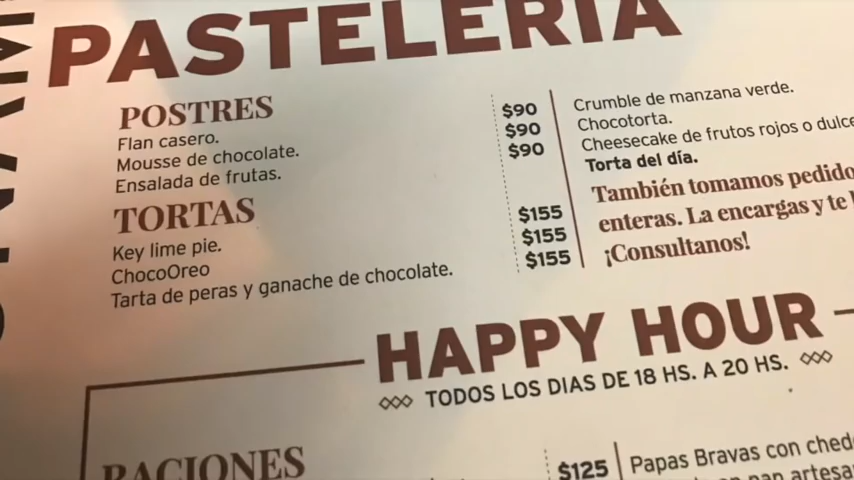 PASTELERIA
POSTRES
Flan casero. $90
Mousse de chocolate. $90
Ensalada de frutas. $90
TORTAS
Key lime pie. $155
ChocoOreo $155
Tarta de peras y ganache de chocolate. $155
Crumble de manzana verde.
Chocotorta.
Cheesecake de frutos rojos o dulce
Torta del día.
También tomamos pedido
enteras. La encargas y te
¡Consultanos!
HAPPY HOUR
TODOS LOS DIAS DE 18 HS. A 20 HS.
RACIONES
$125
Papas Bravas con ched
pan artesa